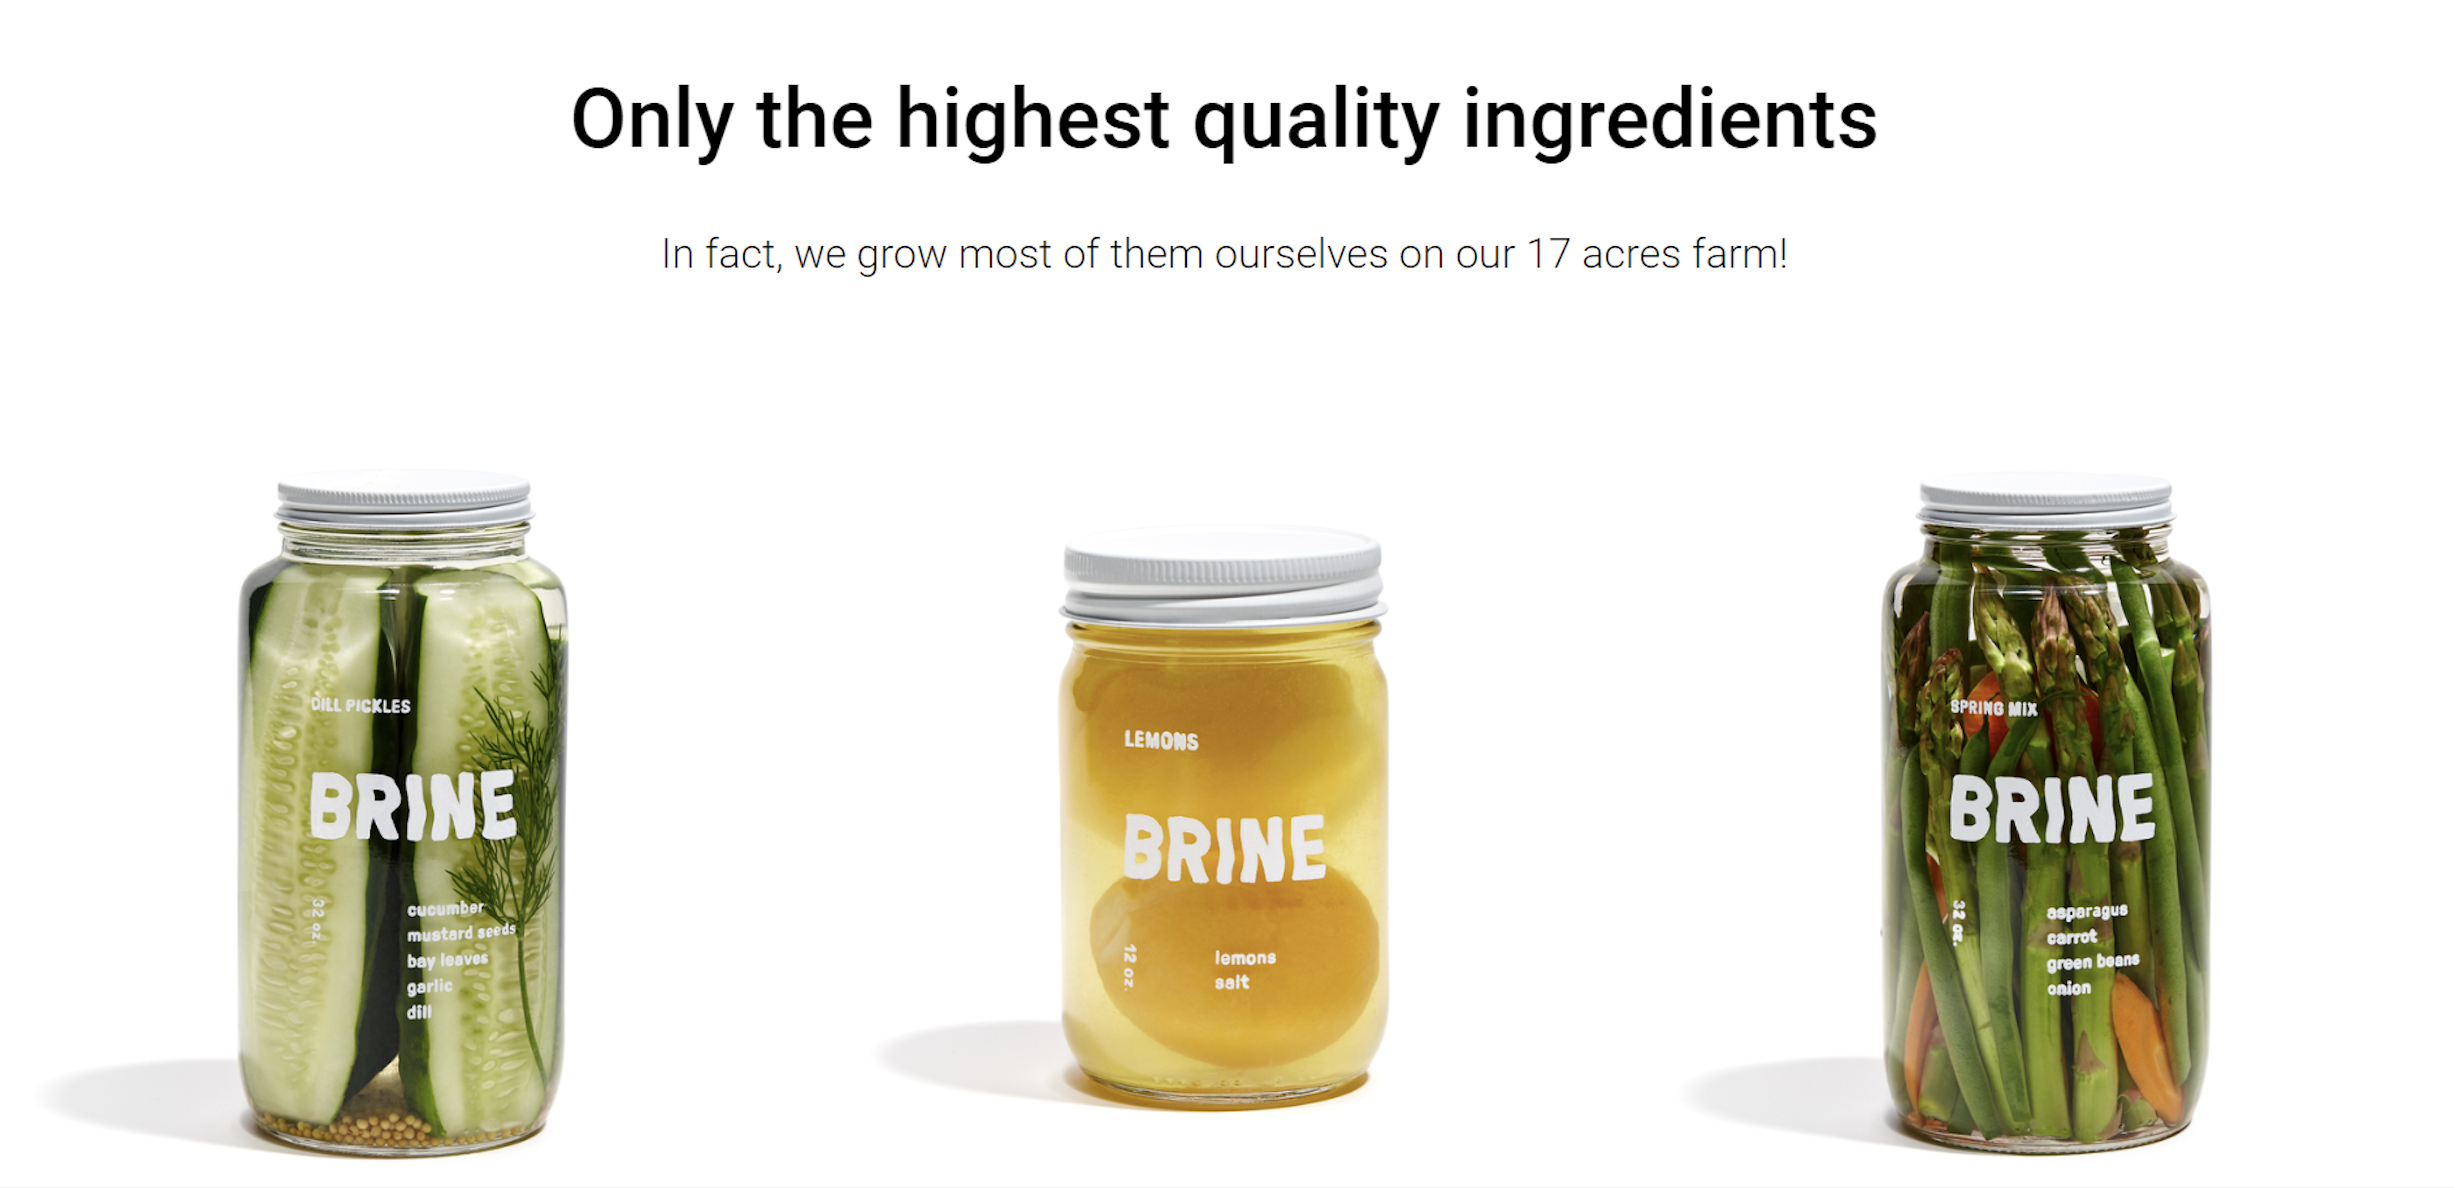 Only the highest quality ingredients
In fact, we grow most of them ourselves on our 17 acres farm!
DILL PICKLES
BRINE
32 oz.
cucumber
mustard seeds
bay leaves
garlic
dill
LEMONS
BRINE
12 oz.
lemons
salt
SPRING MIX
BRINE
32 oz.
asparagus
carrot
green beans
onion